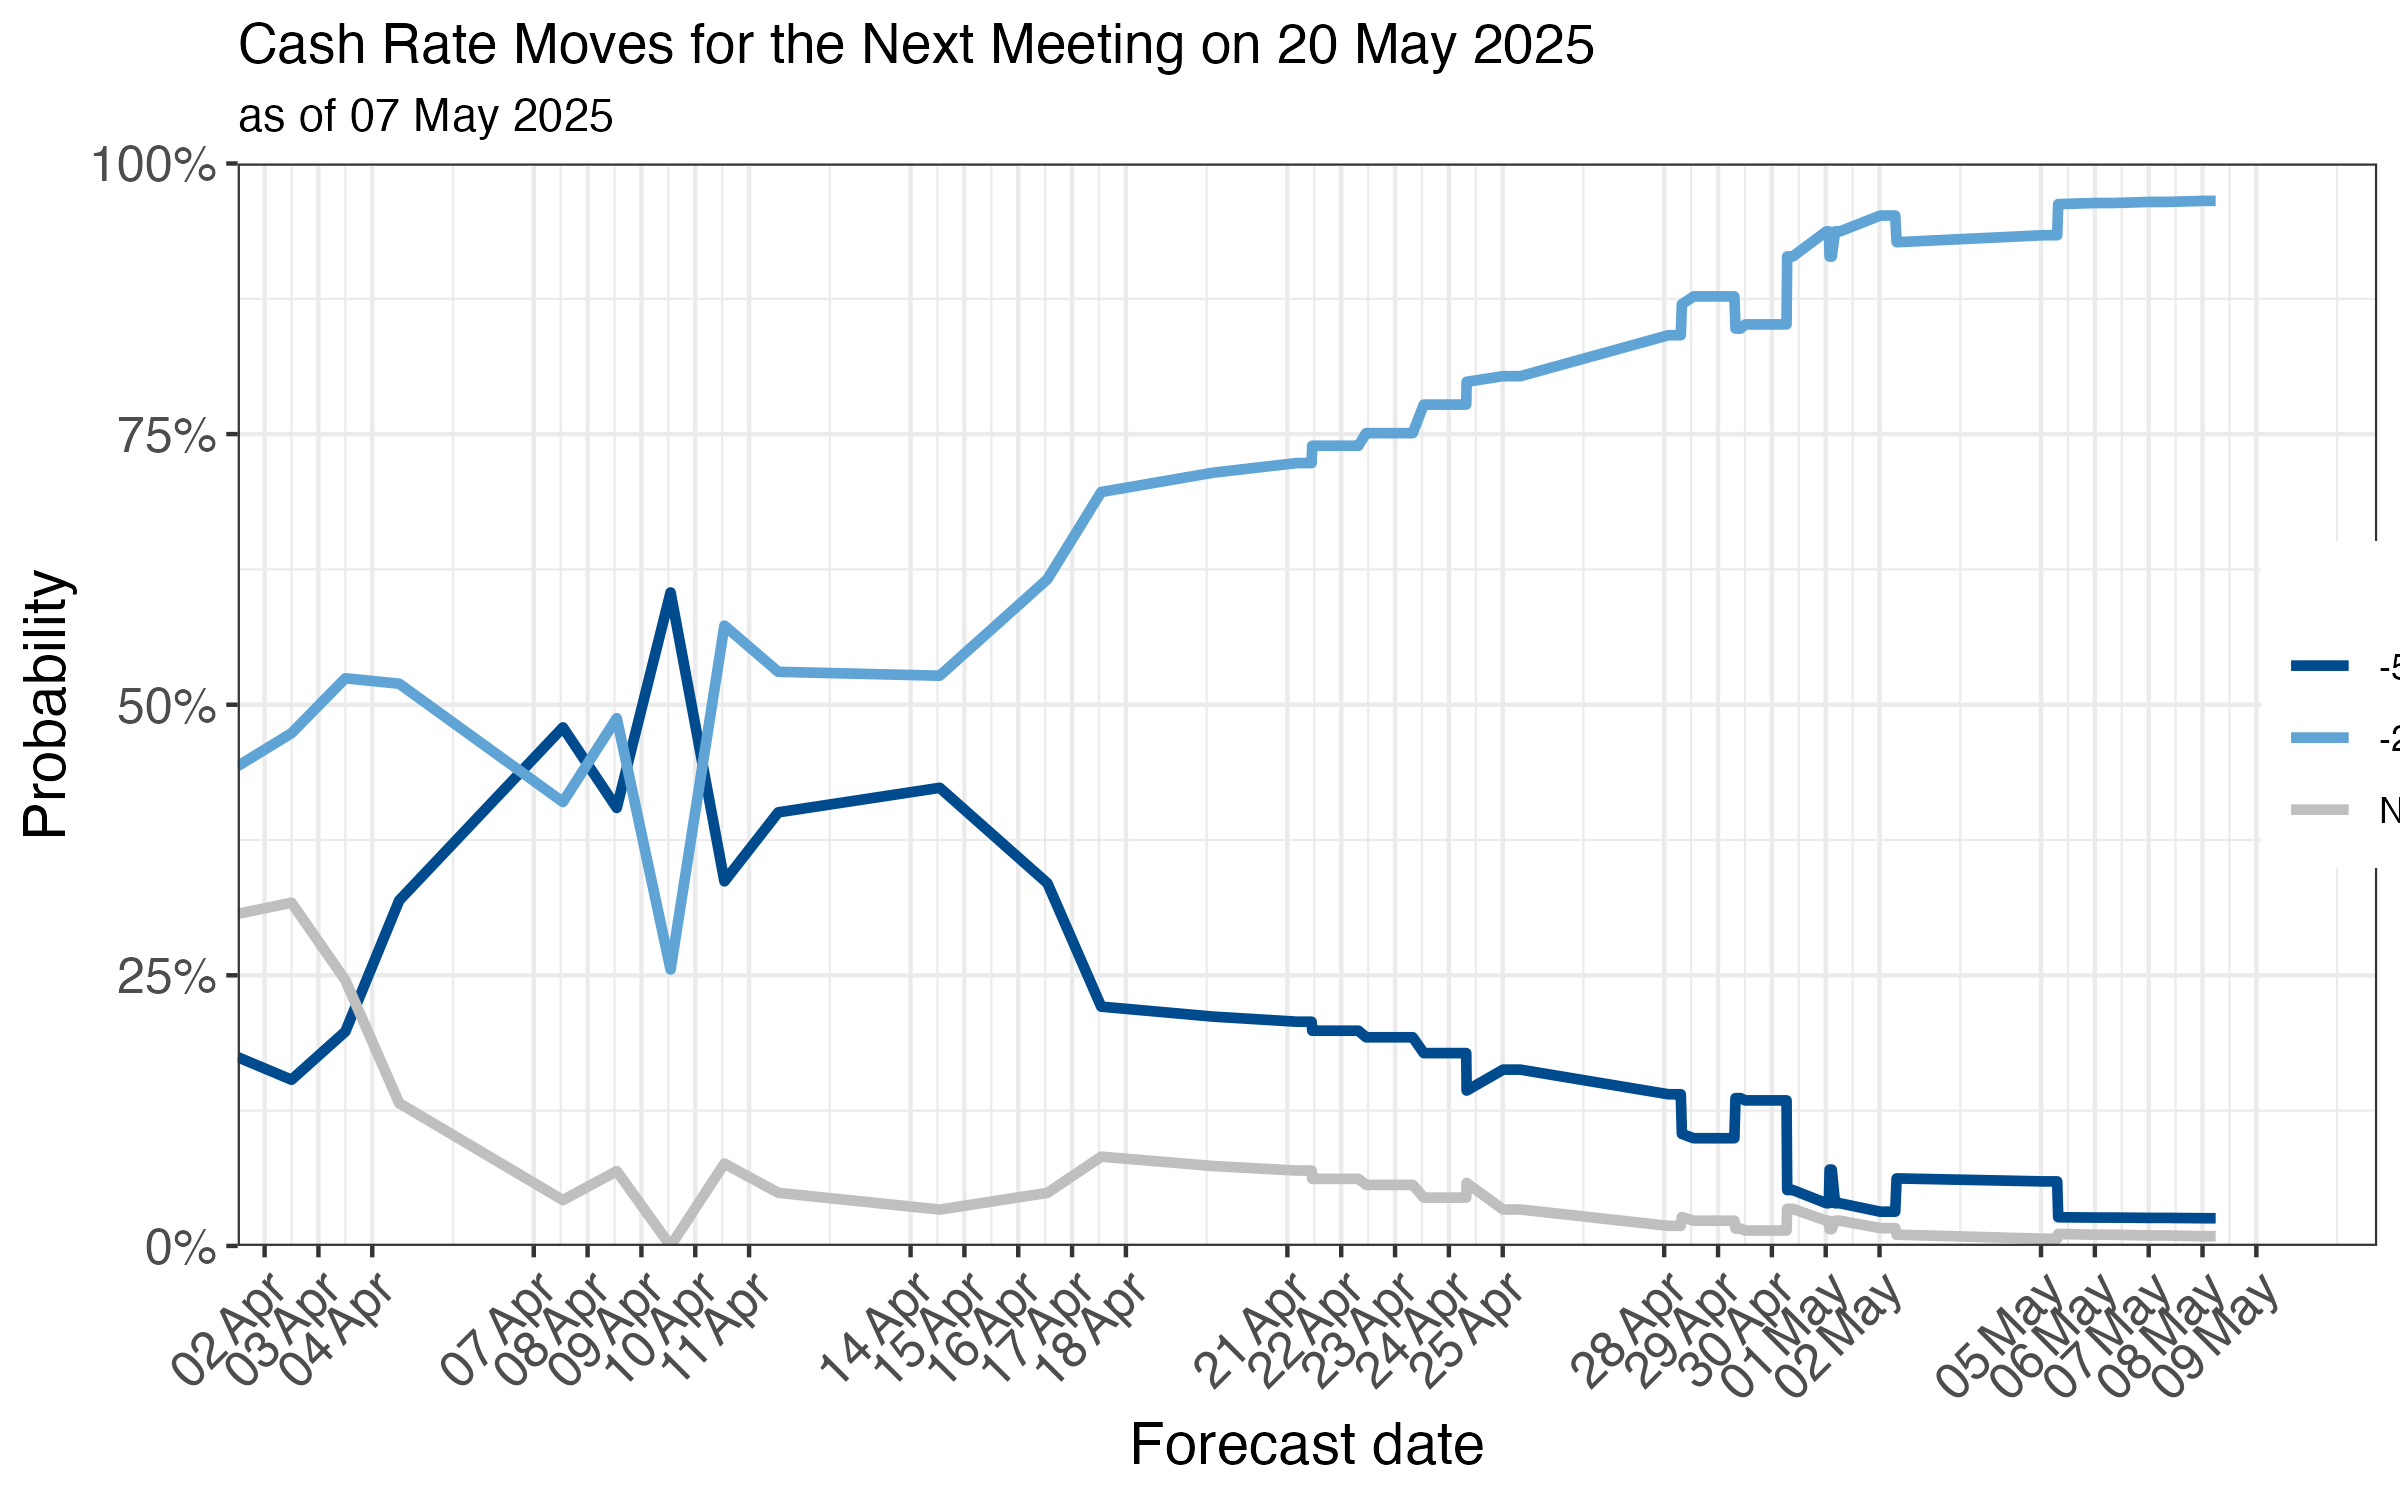 Cash Rate Moves for the Next Meeting on 20 May 2025
as of 07 May 2025
100%
75%
50%
25%
0%
Probability
-5
-2
N
02 Apr
03 Apr
04 Apr
07 Apr
08 Apr
09 Apr
10 Apr
11 Apr
14 Apr
15 Apr
16 Apr
17 Apr
18 Apr
21 Apr
22 Apr
23 Apr
24 Apr
25 Apr
28 Apr
29 Apr
30 Apr
01 May
02 May
05 May
06 May
07 May
08 May
09 May
Forecast date